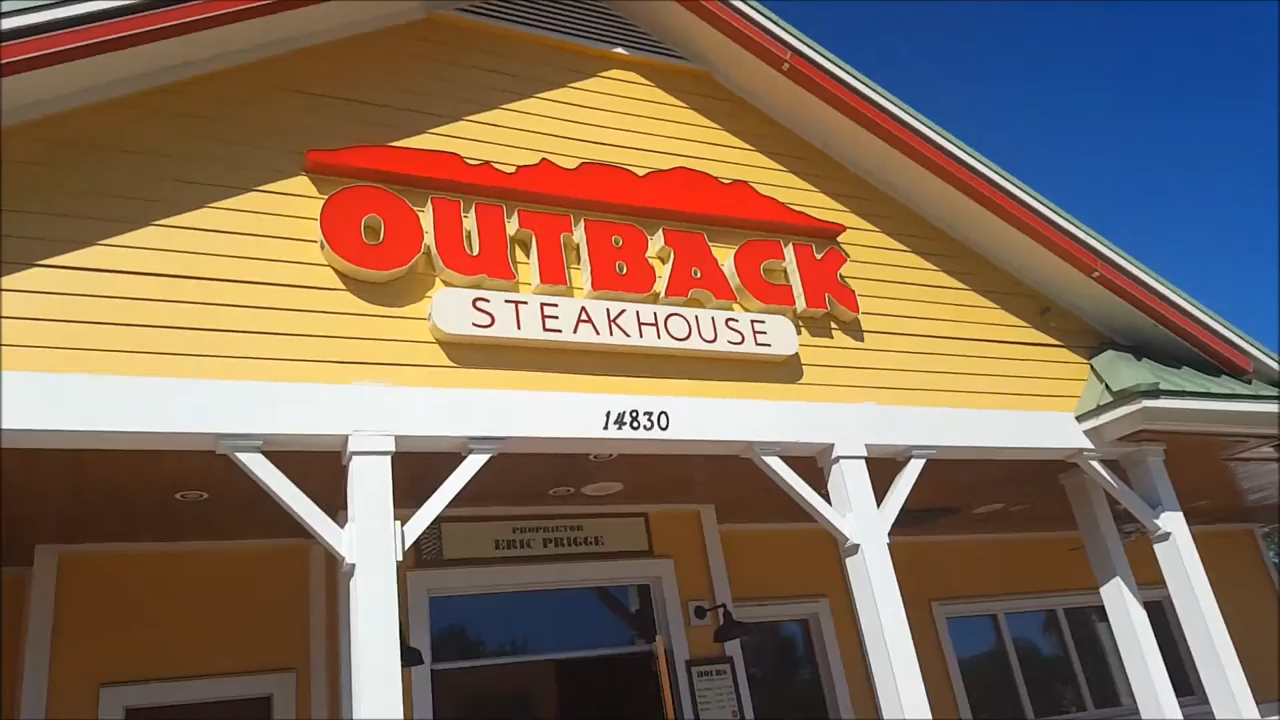 OUTBACK
STEAKHOUSE
14830
PROPRIETOR
ERIC PRIGGE
HOURS